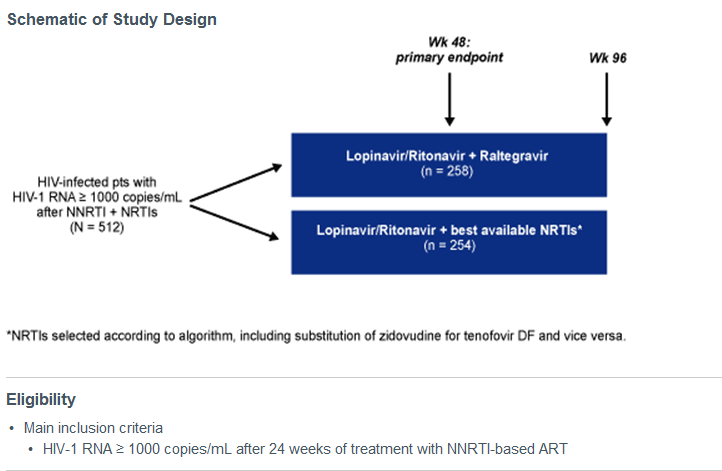 Schematic of Study Design
Wk 48:
primary endpoint
Wk 96
HIV-infected pts with
HIV-1 RNA ≥ 1000 copies/mL
after NNRTI + NRTIs
(N = 512)
Lopinavir/Ritonavir + Raltegravir
(n = 258)
Lopinavir/Ritonavir + best available NRTIs*
(n = 254)
*NRTIs selected according to algorithm, including substitution of zidovudine for tenofovir DF and vice versa.
Eligibility
• Main inclusion criteria
• HIV-1 RNA ≥ 1000 copies/mL after 24 weeks of treatment with NNRTI-based ART